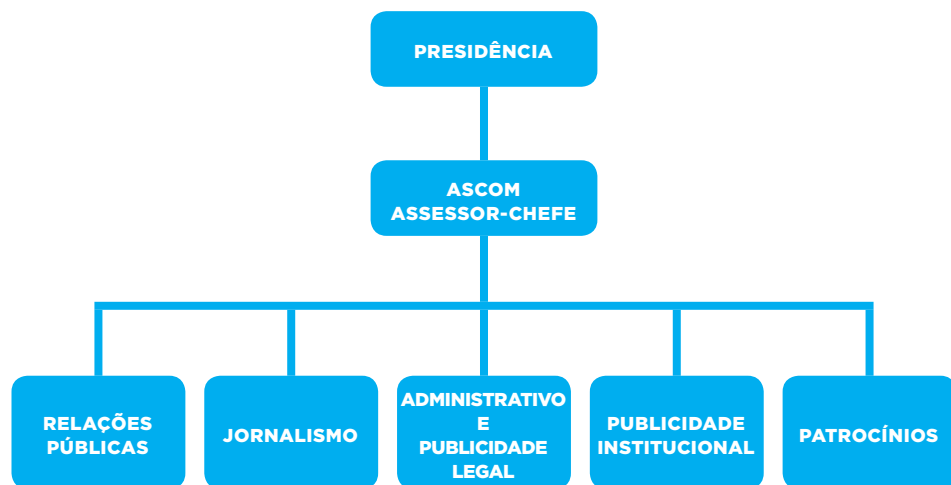 PRESIDÊNCIA
ASCOM
ASSESSOR-CHEFE
RELAÇÕES
PÚBLICAS
JORNALISMO
ADMINISTRATIVO
E
PUBLICIDADE
LEGAL
PUBLICIDADE
INSTITUCIONAL
PATROCÍNIOS